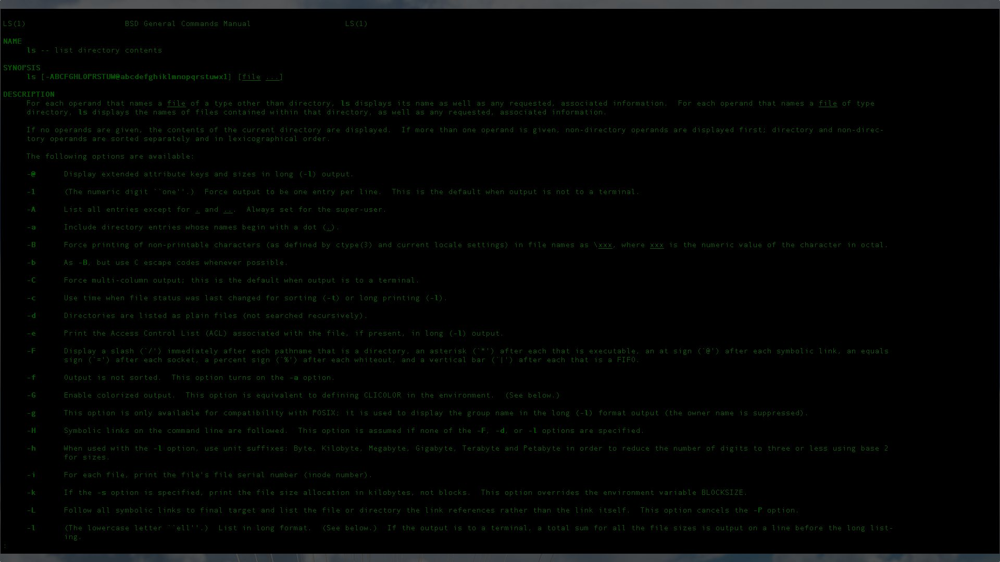 LS(1)                     BSD General Commands Manual                    LS(1)
NAME
ls -- list directory contents
SYNOPSIS
ls [-ABCFGHLOPRSTUW@abcdefghiklmnopqrstuwx1] [file ...]
DESCRIPTION
For each operand that names a file of a type other than directory, ls displays its name as well as any requested, associated information.  For each operand that names a file of type
directory, ls displays the names of files contained within that directory, as well as any requested, associated information.
If no operands are given, the contents of the current directory are displayed.  If more than one operand is given, non-directory operands are displayed first; directory and non-direc-
tory operands are sorted separately and in lexicographical order.
The following options are available:
-@      Display extended attribute keys and sizes in long (-l) output.
-1      (The numeric digit ``one''.)  Force output to be one entry per line.  This is the default when output is not to a terminal.
-A      List all entries except for . and ...  Always set for the super-user.
-a      Include directory entries whose names begin with a dot (.).
-B      Force printing of non-printable characters (as defined by ctype(3) and current locale settings) in file names as \xxx, where xxx is the numeric value of the character in octal.
-b      As -B, but use C escape codes whenever possible.
-C      Force multi-column output; this is the default when output is to a terminal.
-c      Use time when file status was last changed for sorting (-t) or long printing (-l).
-d      Directories are listed as plain files (not searched recursively).
-e      Print the Access Control List (ACL) associated with the file, if present, in long (-l) output.
-F      Display a slash (`/') immediately after each pathname that is a directory, an asterisk (`*') after each that is executable, an at sign (`@') after each symbolic link, an equals
sign (`=') after each socket, a percent sign (`%') after each whiteout, and a vertical bar (`|') after each that is a FIFO.
-f      Output is not sorted.  This option turns on the -a option.
-G      Enable colorized output.  This option is equivalent to defining CLICOLOR in the environment.  (See below.)
-g      This option is only available for compatibility with POSIX; it is used to display the group name in the long (-l) format output (the owner name is suppressed).
-H      Symbolic links on the command line are followed.  This option is assumed if none of the -F, -d, or -l options are specified.
-h      When used with the -l option, use unit suffixes: Byte, Kilobyte, Megabyte, Gigabyte, Terabyte and Petabyte in order to reduce the number of digits to three or less using base 2
for sizes.
-i      For each file, print the file's file serial number (inode number).
-k      If the -s option is specified, print the file size allocation in kilobytes, not blocks.  This option overrides the environment variable BLOCKSIZE.
-L      Follow all symbolic links to final target and list the file or directory the link references rather than the link itself.  This option cancels the -P option.
-l      (The lowercase letter ``ell''.)  List in long format.  (See below.)  If the output is to a terminal, a total sum for all the file sizes is output on a line before the long list-
ing.
: